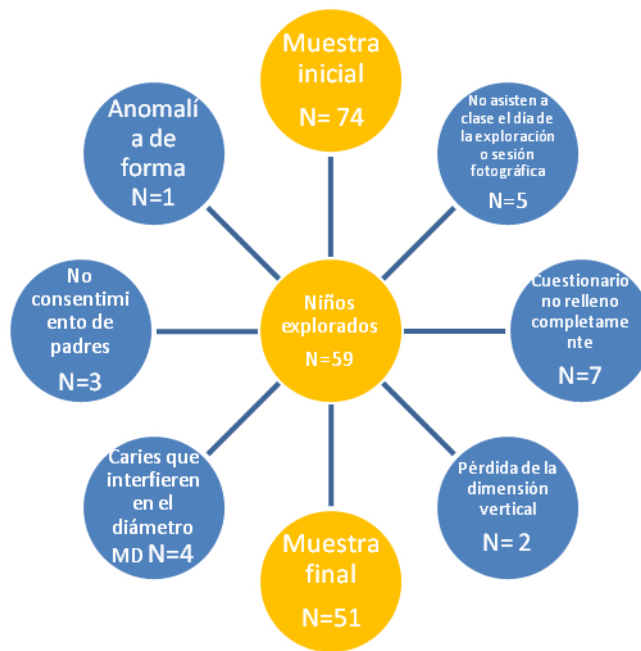 Muestra
inicial
N= 74
No asisten a
clase el día de
la exploración o
sesión
fotográfica
N=5
Cuestionario
no relleno
completame
nte
N=7
Pérdida de la
dimensión
vertical
N= 2
Muestra
final
N=51
Caries que
interfieren
en el
diámetro
MD N=4
No
consentimi
ento de
padres
N=3
Anomalí
a de
forma
N=1
Niños
explorados
N=59